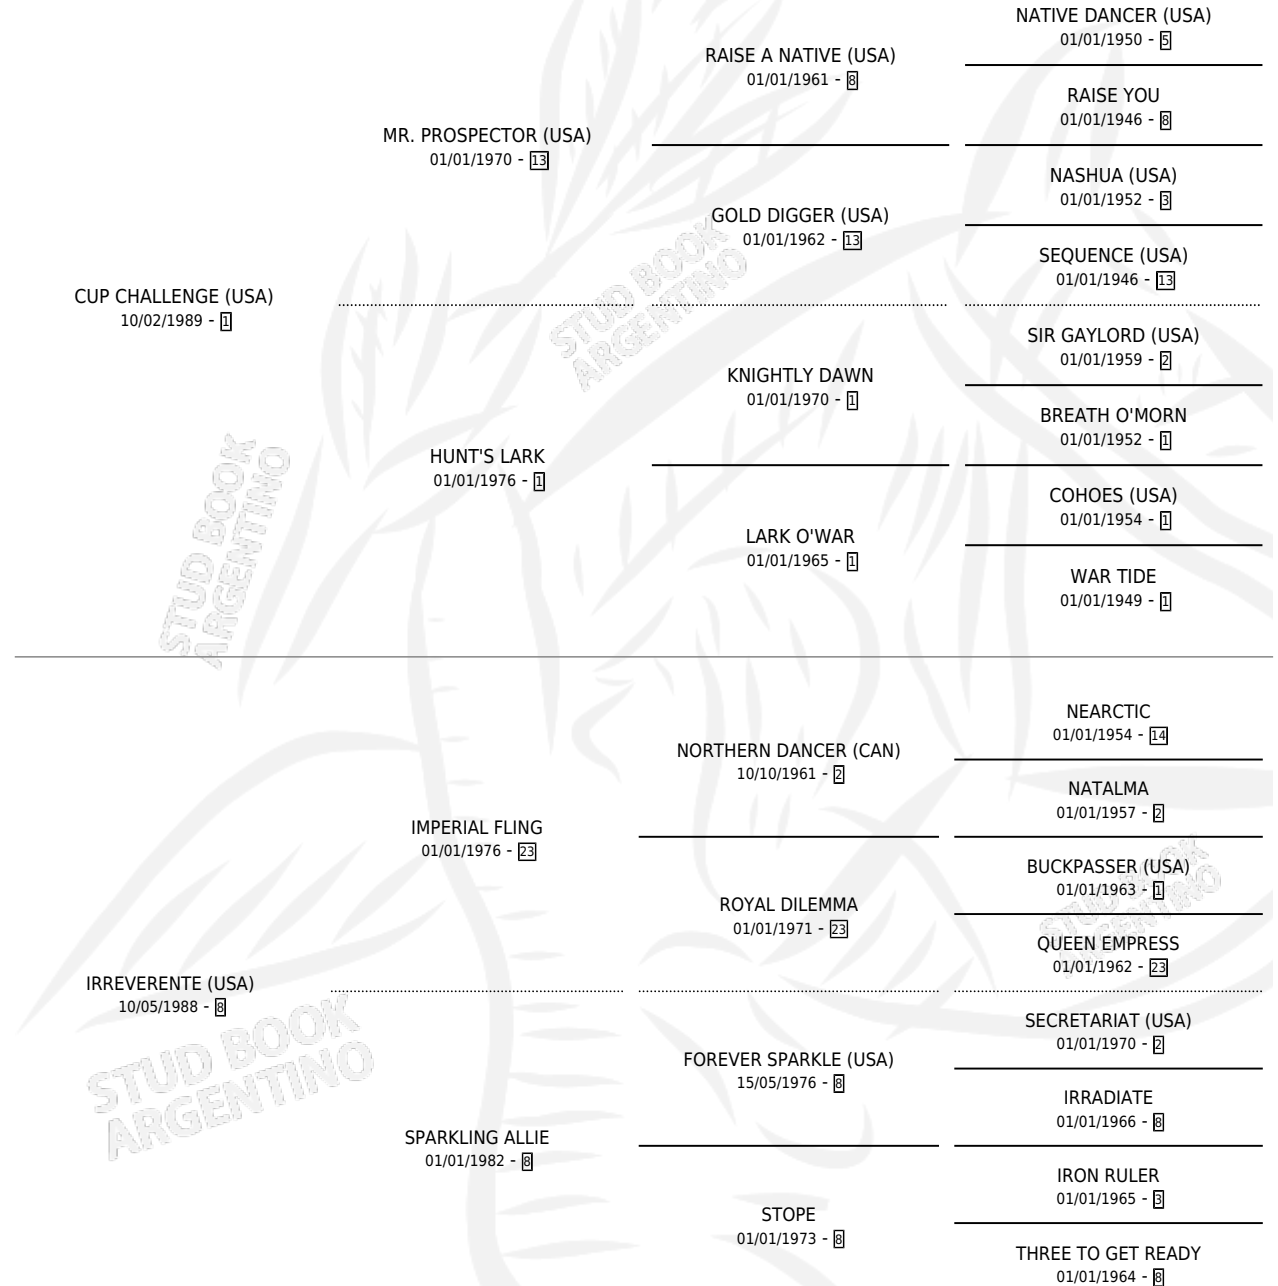 NATIVE DANCER (USA)
01/01/1950 - 5
RAISE A NATIVE (USA)
01/01/1961 - 8
RAISE YOU
01/01/1946 - 8
MR. PROSPECTOR (USA)
01/01/1970 - 13
NASHUA (USA)
01/01/1952 - 3
GOLD DIGGER (USA)
01/01/1962 - 13
SEQUENCE (USA)
01/01/1946 - 13
CUP CHALLENGE (USA)
10/02/1989 - 1
SIR GAYLORD (USA)
01/01/1959 - 2
KNIGHTLY DAWN
01/01/1970 - 1
BREATH O'MORN
01/01/1952 - 1
HUNT'S LARK
01/01/1976 - 1
COHOES (USA)
01/01/1954 - 1
LARK O'WAR
01/01/1965 - 1
WAR TIDE
01/01/1949 - 1
NEARCTIC
01/01/1954 - 14
NORTHERN DANCER (CAN)
10/10/1961 - 2
NATALMA
01/01/1957 - 2
IMPERIAL FLING
01/01/1976 - 23
BUCKPASSER (USA)
01/01/1963 - 1
ROYAL DILEMMA
01/01/1971 - 23
QUEEN EMPRESS
01/01/1962 - 23
IRREVERENTE (USA)
10/05/1988 - 8
SECRETARIAT (USA)
01/01/1970 - 2
FOREVER SPARKLE (USA)
15/05/1976 - 8
IRRADIATE
01/01/1966 - 8
SPARKLING ALLIE
01/01/1982 - 8
IRON RULER
01/01/1965 - 3
STOPE
01/01/1973 - 8
THREE TO GET READY
01/01/1964 - 8
STUD BOOK
ARGENTINO
STUD BOOK
ARGENTINO
STUD BOOK
ARGENTINO
STUD BOOK
ARGENTINO